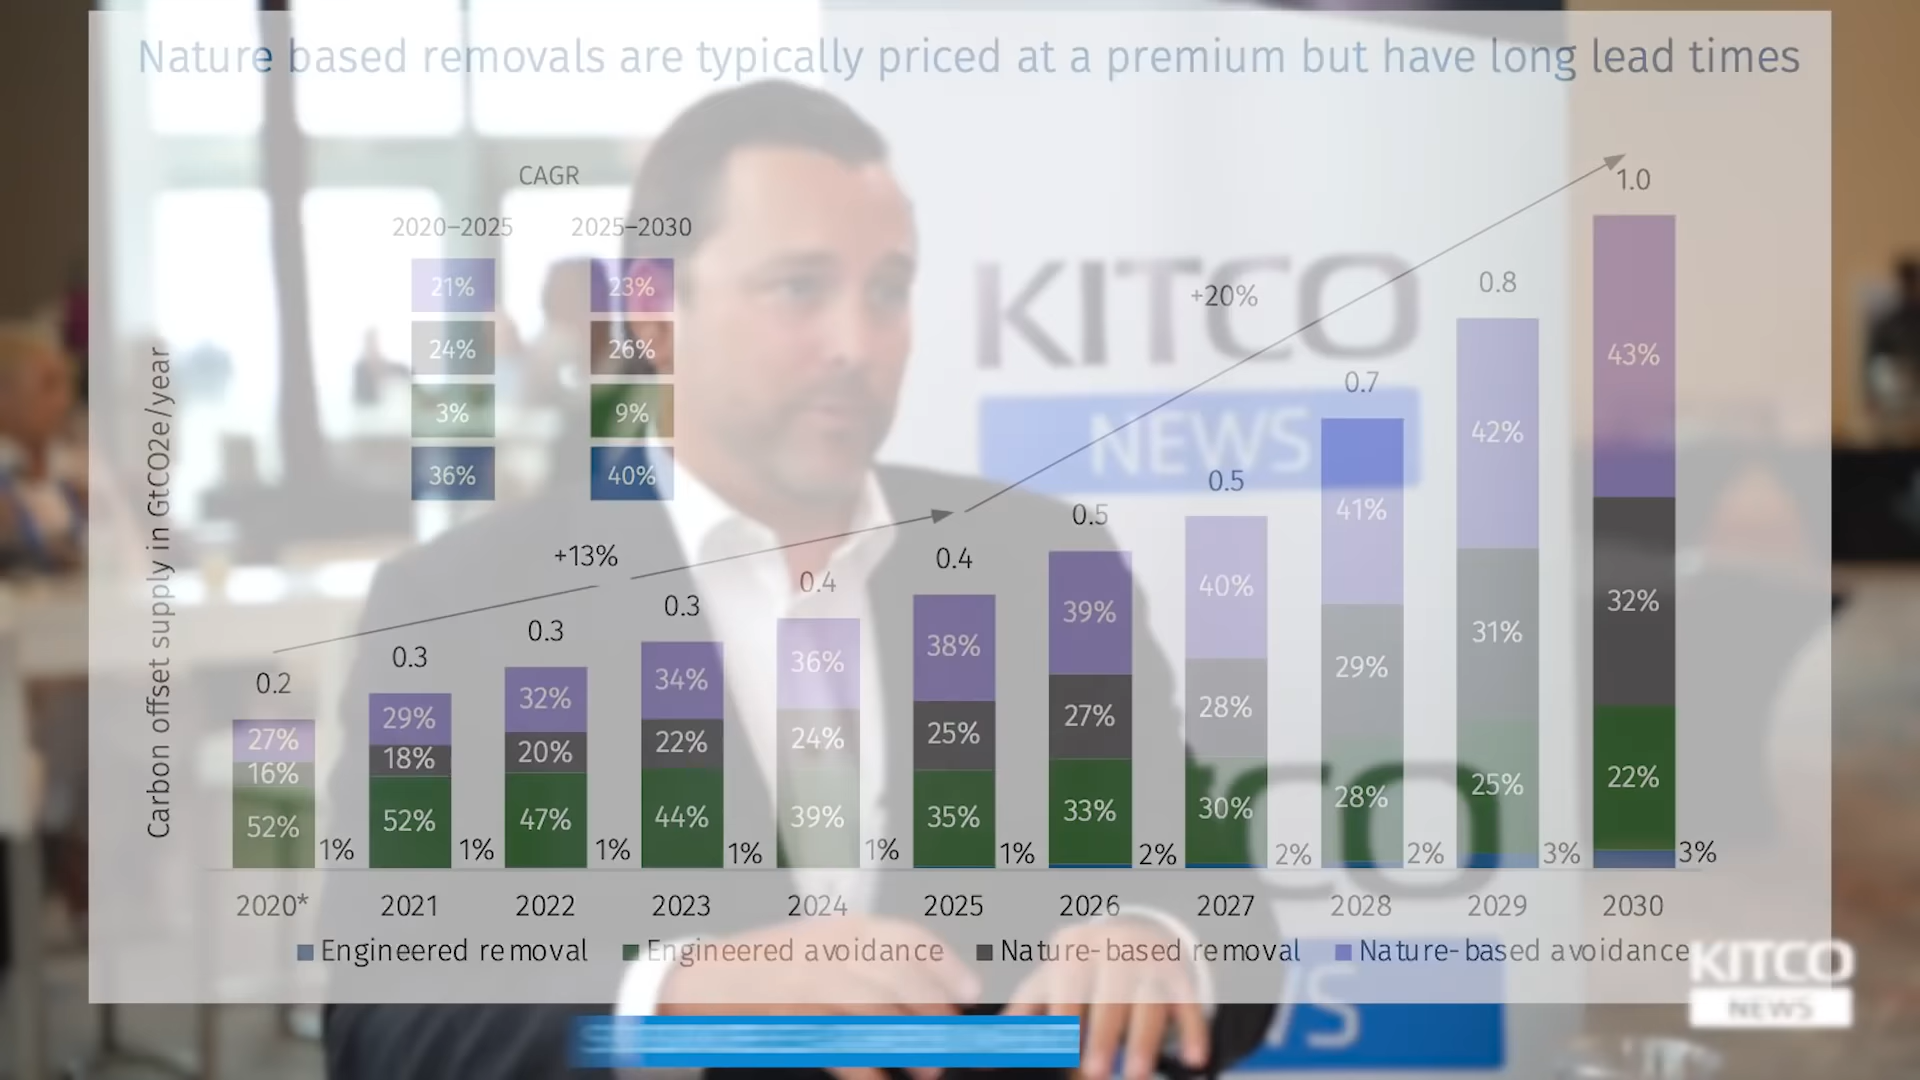 Nature based removals are typically priced at a premium but have long lead times
CAGR
2020–2025 2025–2030
21% 23%
24% 26%
3% 9%
36% 40%
Carbon offset supply in GtCO2e/year
+13%
+20%
0.2 0.3 0.3 0.3 0.4 0.4 0.5 0.5 0.7 0.8 1.0
27% 29% 32% 34% 36% 38% 39% 40% 41% 42% 43%
16% 18% 20% 22% 24% 25% 27% 28% 29% 31% 32%
52% 52% 47% 44% 39% 35% 33% 30% 28% 25% 22%
1% 1% 1% 1% 1% 1% 2% 2% 2% 3% 3%
2020* 2021 2022 2023 2024 2025 2026 2027 2028 2029 2030
Engineered removal Engineered avoidance Nature-based removal Nature-based avoidance
KITCO
NEWS
KITCO
NEWS